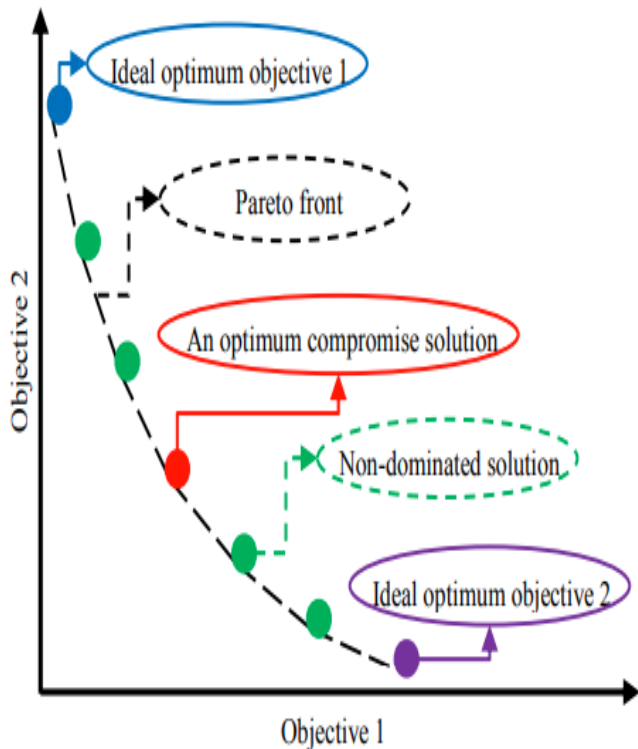 Ideal optimum objective 1
Pareto front
An optimum compromise solution
Non-dominated solution
Ideal optimum objective 2
Objective 2
Objective 1